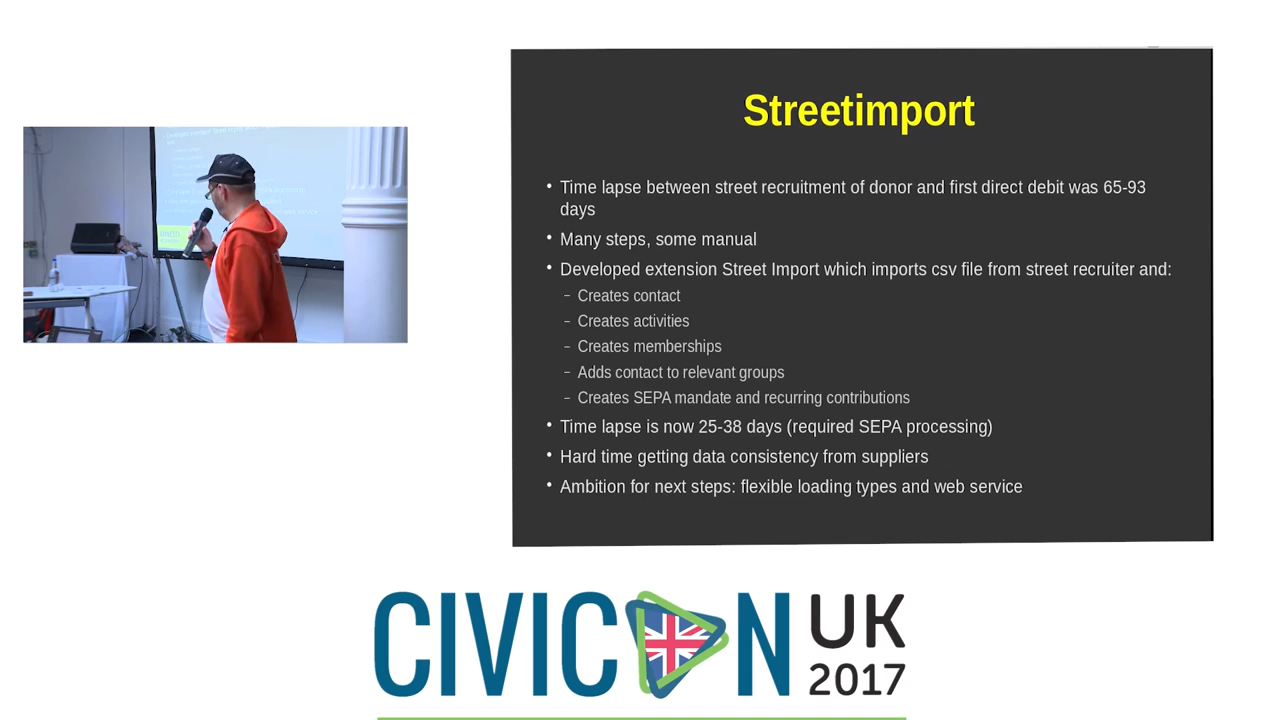 Streetimport
• Time lapse between street recruitment of donor and first direct debit was 65-93
days
• Many steps, some manual
• Developed extension Street Import which imports csv file from street recruiter and:
– Creates contact
– Creates activities
– Creates memberships
– Adds contact to relevant groups
– Creates SEPA mandate and recurring contributions
• Time lapse is now 25-38 days (required SEPA processing)
• Hard time getting data consistency from suppliers
• Ambition for next steps: flexible loading types and web service
CIVICON UK
2017